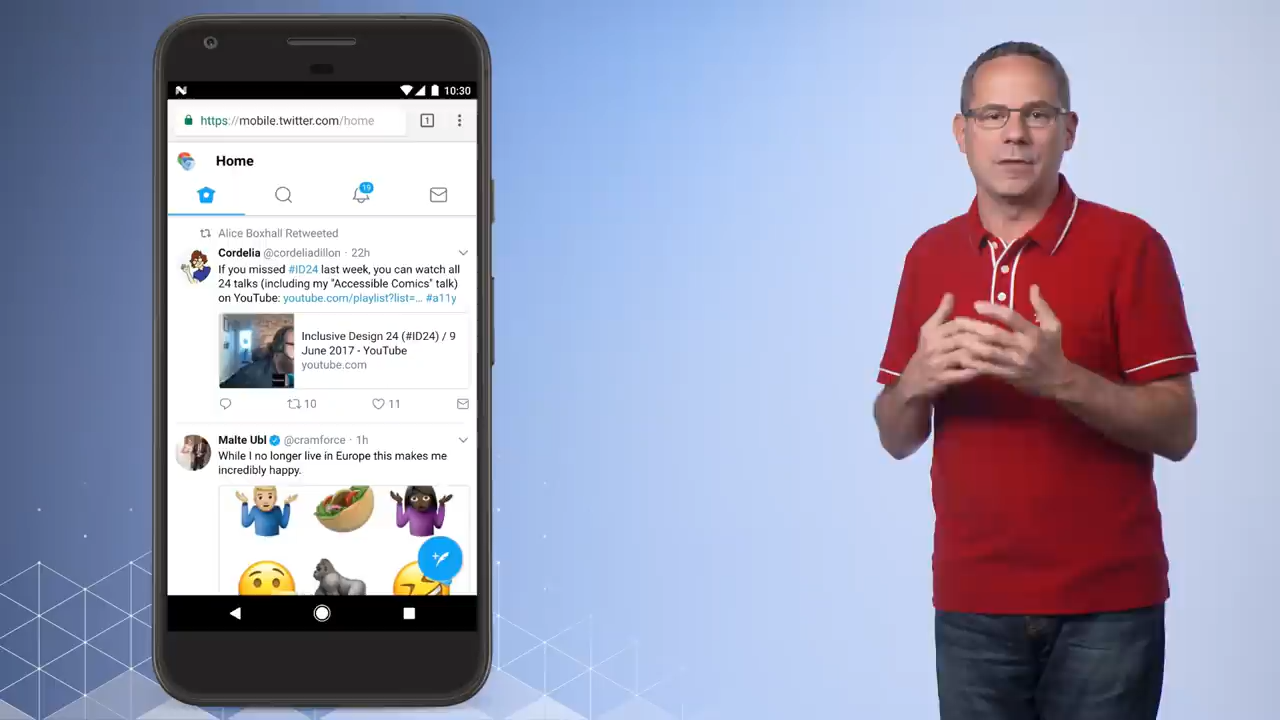 10:30
https://mobile.twitter.com/home
1
Home
19
Alice Boxhall Retweeted
Cordelia @cordeliadillon · 22h
If you missed #ID24 last week, you can watch all
24 talks (including my "Accessible Comics" talk)
on YouTube: youtube.com/playlist?list=... #a11y
Inclusive Design 24 (#ID24) / 9
June 2017 - YouTube
youtube.com
10
11
Malte Ubl @cramforce · 1h
While I no longer live in Europe this makes me
incredibly happy.